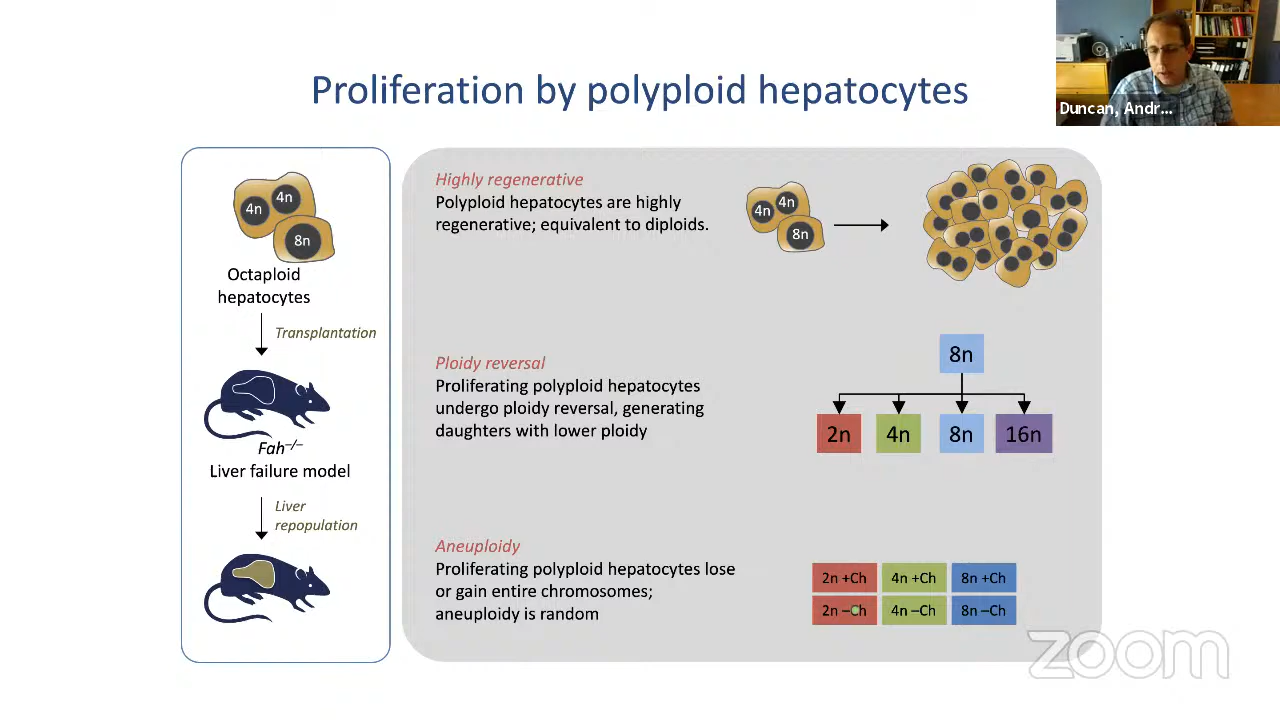 Proliferation by polyploid hepatocytes
Duncan, Andr...
4n
4n
8n
Octaploid
hepatocytes
Transplantation
Fah–/–
Liver failure model
Liver
repopulation
Highly regenerative
Polyploid hepatocytes are highly
regenerative; equivalent to diploids.
4n
4n
8n
Ploidy reversal
Proliferating polyploid hepatocytes
undergo ploidy reversal, generating
daughters with lower ploidy
8n
2n 4n 8n 16n
Aneuploidy
Proliferating polyploid hepatocytes lose
or gain entire chromosomes;
aneuploidy is random
2n +Ch 4n +Ch 8n +Ch
2n –Ch 4n –Ch 8n –Ch
zoom